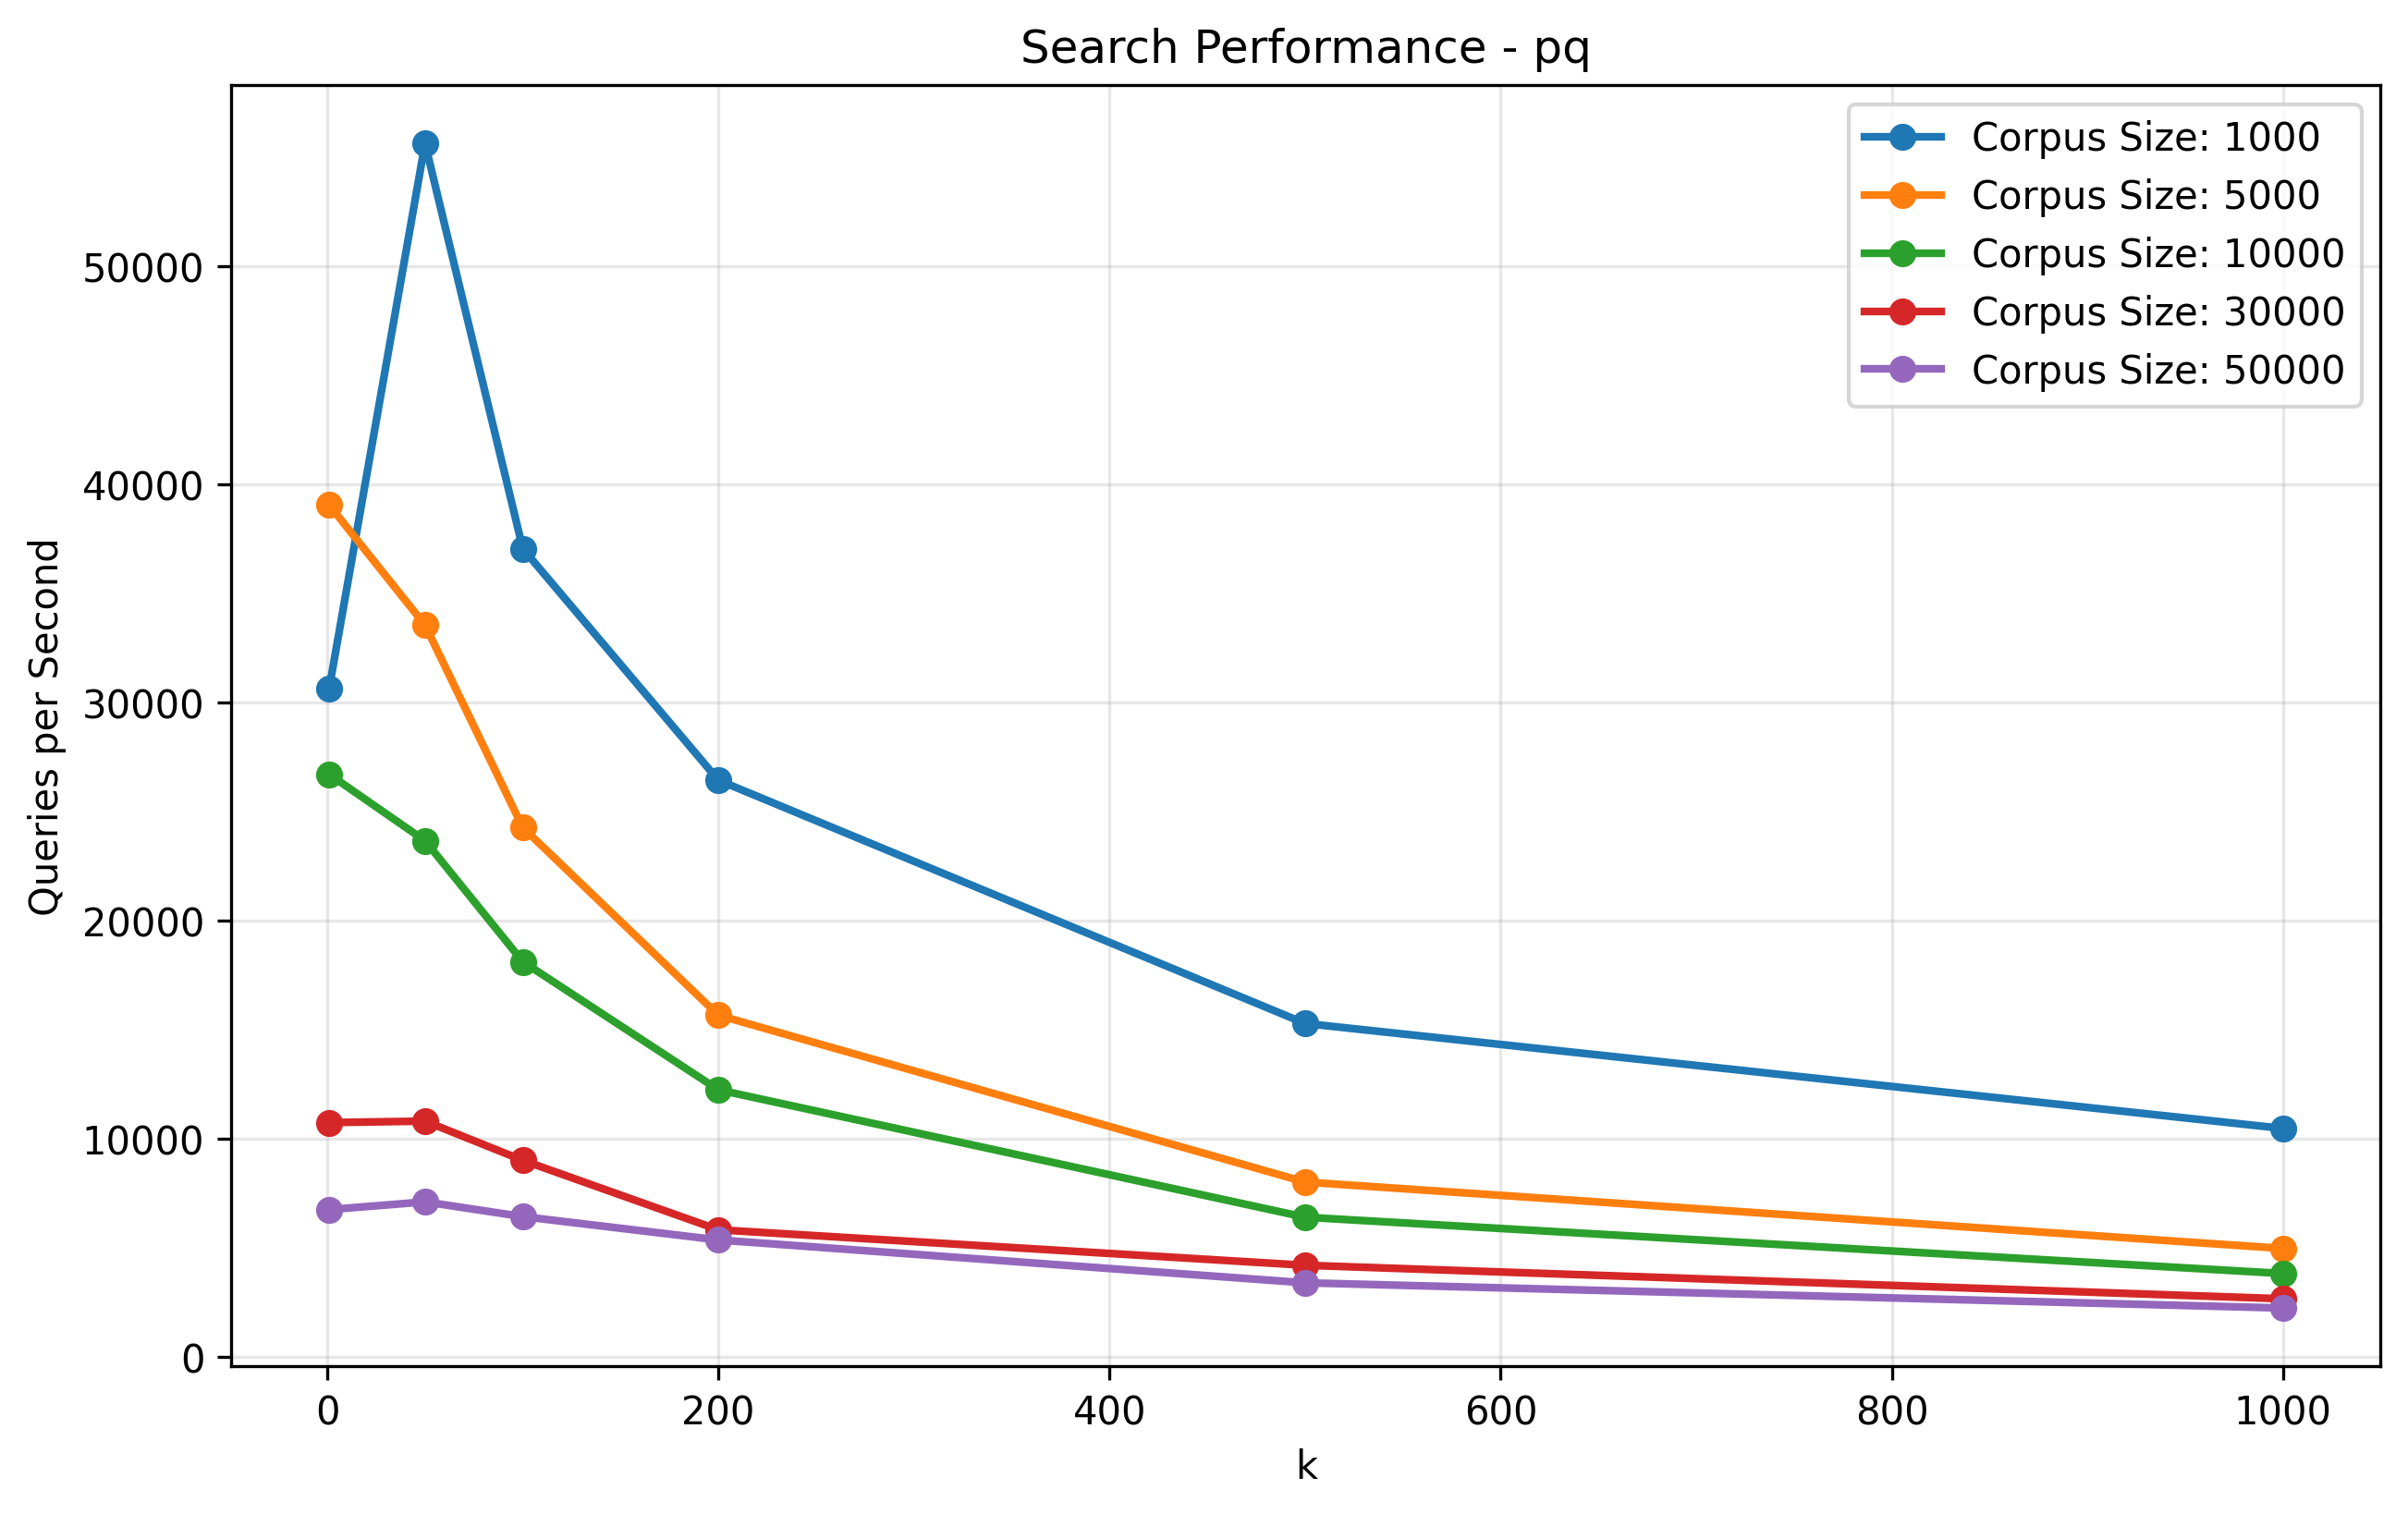 Search Performance - pq
Corpus Size: 1000
Corpus Size: 5000
Corpus Size: 10000
Corpus Size: 30000
Corpus Size: 50000
Queries per Second
50000
40000
30000
20000
10000
0
0 200 400 600 800 1000
k